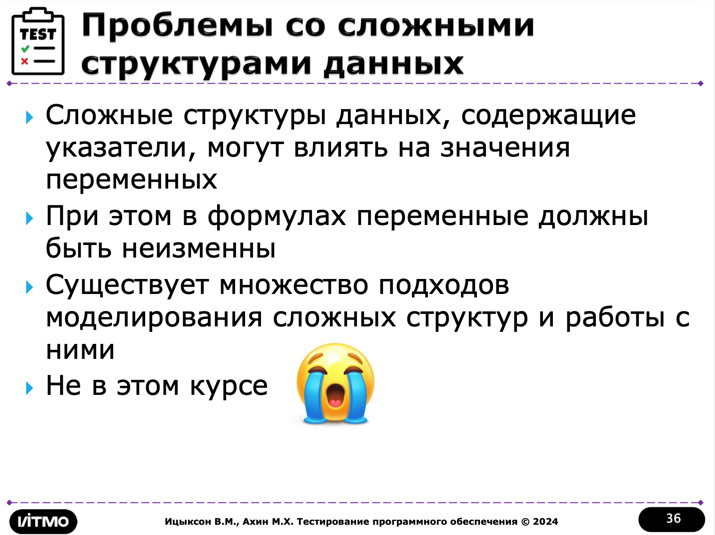 TEST
Проблемы со сложными
структурами данных
Сложные структуры данных, содержащие
указатели, могут влиять на значения
переменных
При этом в формулах переменные должны
быть неизменны
Существует множество подходов
моделирования сложных структур и работы с
ними
Не в этом курсе
ИТМО
Ицыксон В.М., Ахин М.Х. Тестирование программного обеспечения © 2024
36